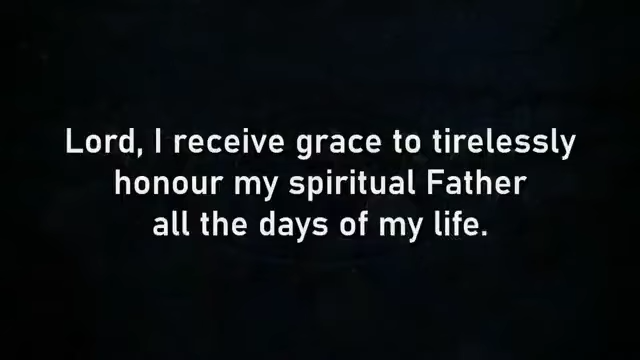 Lord, I receive grace to tirelessly
honour my spiritual Father
all the days of my life.